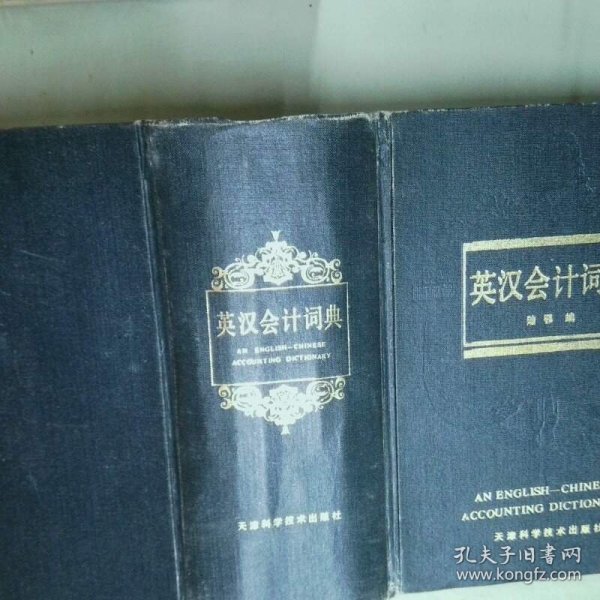 英汉会计词典
AN ENGLISH—CHINESE
ACCOUNTING DICTIONARY
天津科学技术出版社
英汉会计词
编
AN ENGLISH—CHINE
ACCOUNTING DICTION
天津科学技术出版社
孔夫子旧书网
www.kongfz.com